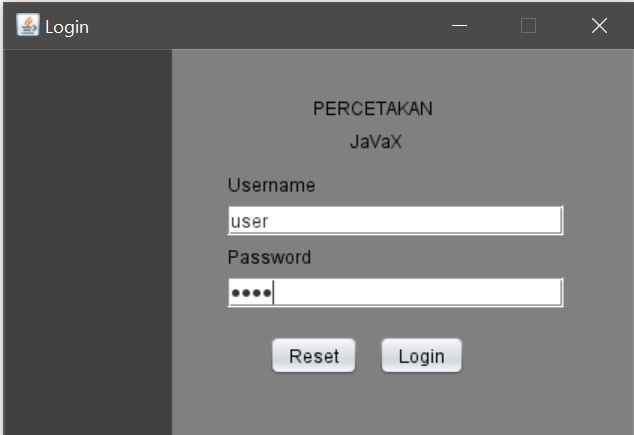 Login
PERCETAKAN
JaVaX
Username
user
Password
••••
Reset Login